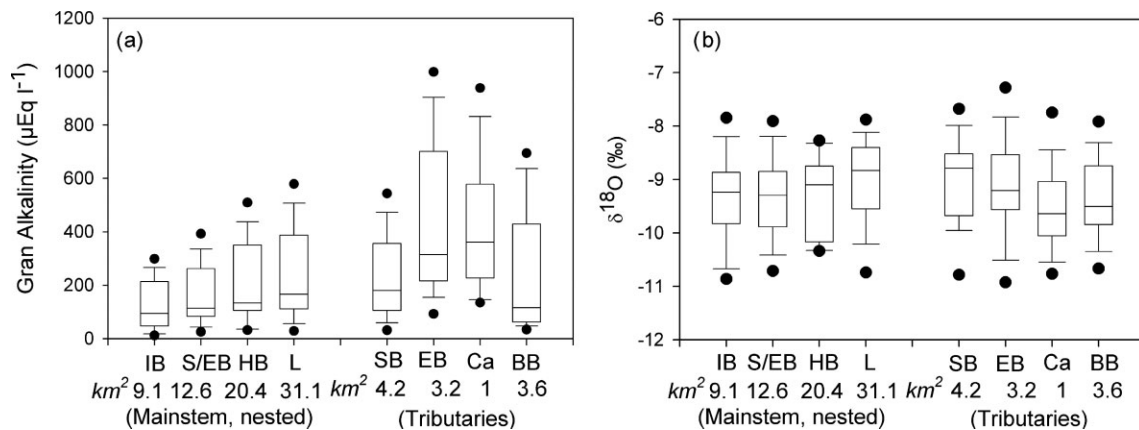 (a)
Gran Alkalinity (µEq l⁻¹)
1200
1000
800
600
400
200
0
IB S/EB HB L SB EB Ca BB
km² 9.1 12.6 20.4 31.1 km² 4.2 3.2 1 3.6
(Mainstem, nested) (Tributaries)
(b)
δ¹⁸O (‰)
-6
-7
-8
-9
-10
-11
-12
IB S/EB HB L SB EB Ca BB
km² 9.1 12.6 20.4 31.1 km² 4.2 3.2 1 3.6
(Mainstem, nested) (Tributaries)